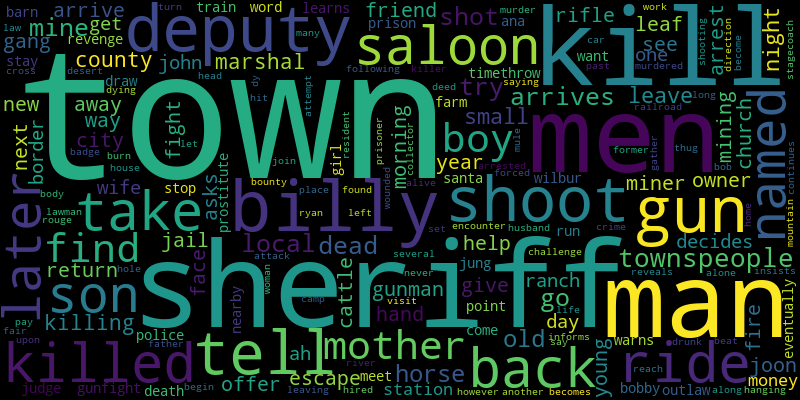 barn arrive
law mine get
gang revenge
stay county
cross desert
dying
new away
border way
next city
badge burn
house
deputy
john marshal
draw
head
dy
hit
train word
learns
prison
many
turn
friend
ana
following
saloon
attempt
deed
farm
mule
shot
murder
killer
try
timethrow
saying
arrives
small
kill
rifle
car
want
past
murdered
work
leaf
see
one
leave
arrest
shooting
direction
become
long
night
stagecoach
town
fight
let
morning
collector
resident
prisoner
girl
join
boy
year
santa
men
mining
church
railroad
named
former
thug
gather
bob
arrested
forced
wilbur
miner owner
alive
wounded
later
wife
stop
asks
prostitute
bounty
place
found
ryan
left
body
lawman
rouge
take
billy
set
shoot
encounter
husband
run
crime
gun
home
decides
mountain
continues
find
jail
return
hole
local dead
attack
several
never
help
jung
challenge
townspeople
reveals
alone
insists
sheriff
son
face
nearby
woman
cattle
camp
gunman
visit
hand
give
point
ranch
go
life
day
informs
say
man
warns
fire
eventually
killing
pay
fair
upon
police
father
tell
ah
mother
river
come
old
young
drunk
beat
killed
judge
gunfight
death
begin
offer
escape
leaving
hired
meet
horse
station
back
however another becomes
ride
joon
reach
bobby outlaw
along
hanging
money